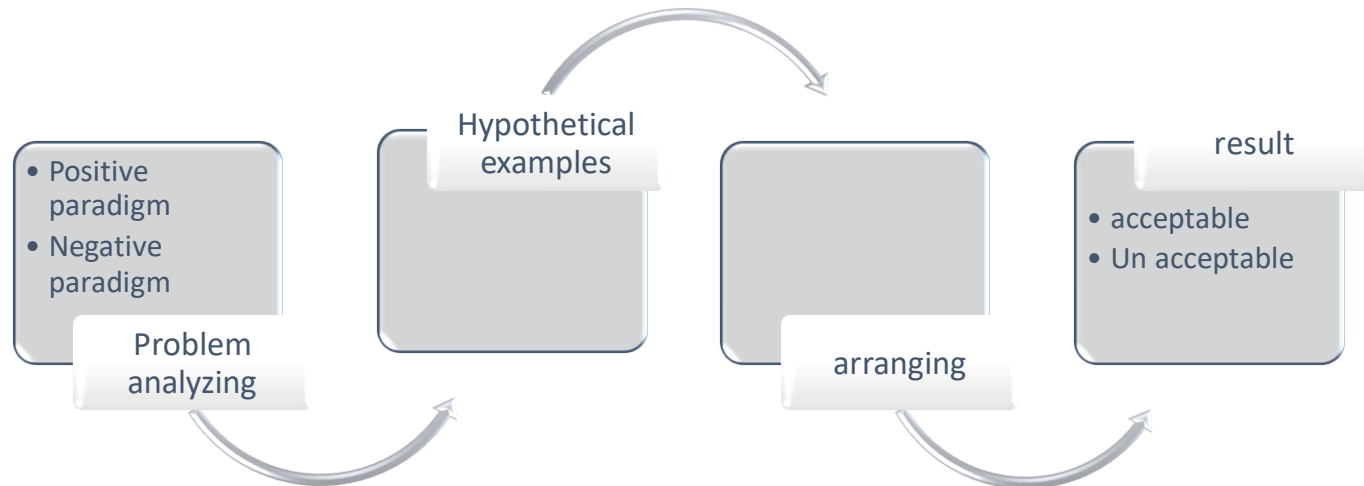 • Positive
paradigm
• Negative
paradigm
Problem
analyzing
Hypothetical
examples
arranging
result
• acceptable
• Un acceptable